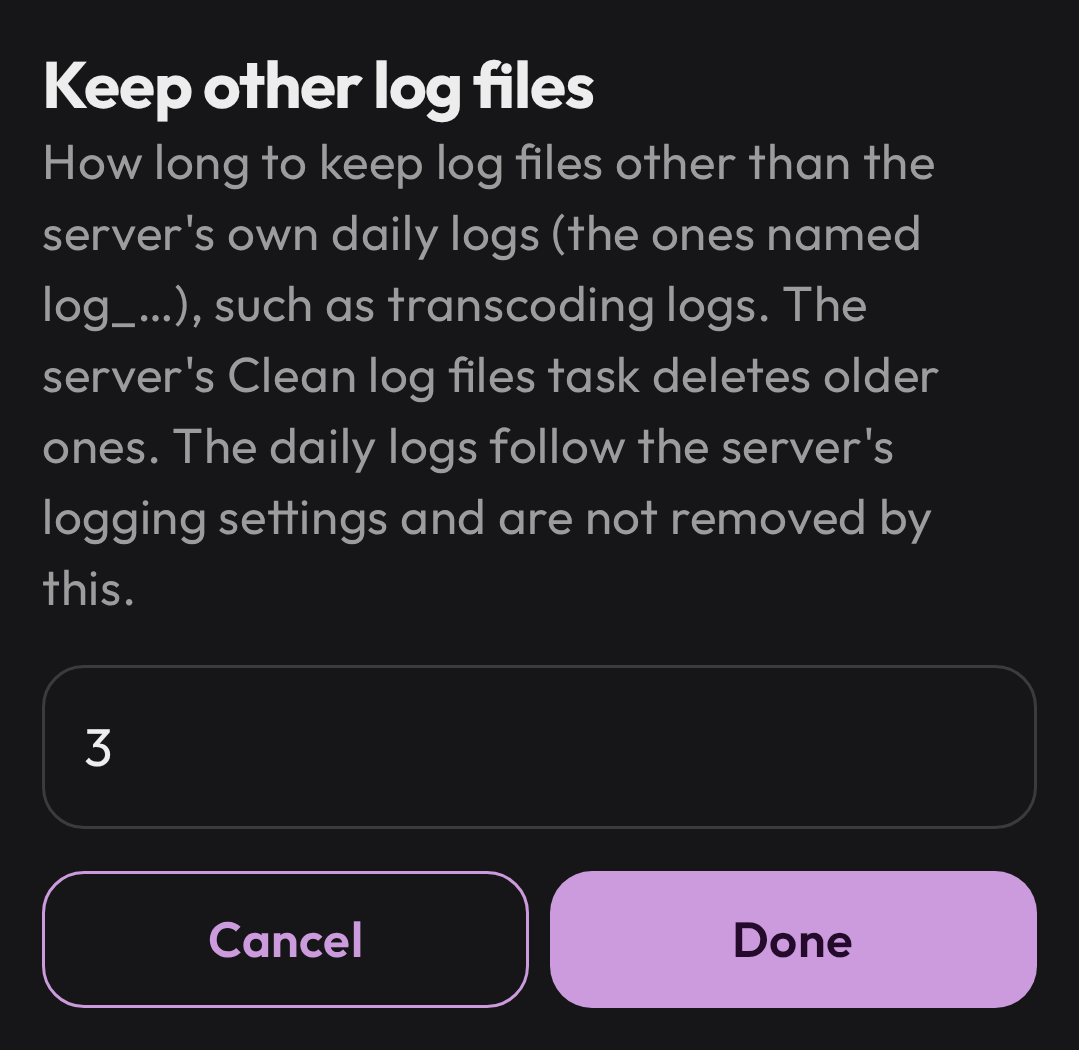 Keep other log files
How long to keep log files other than the
server's own daily logs (the ones named
log_...), such as transcoding logs. The
server's Clean log files task deletes older
ones. The daily logs follow the server's
logging settings and are not removed by
this.
3
Cancel
Done